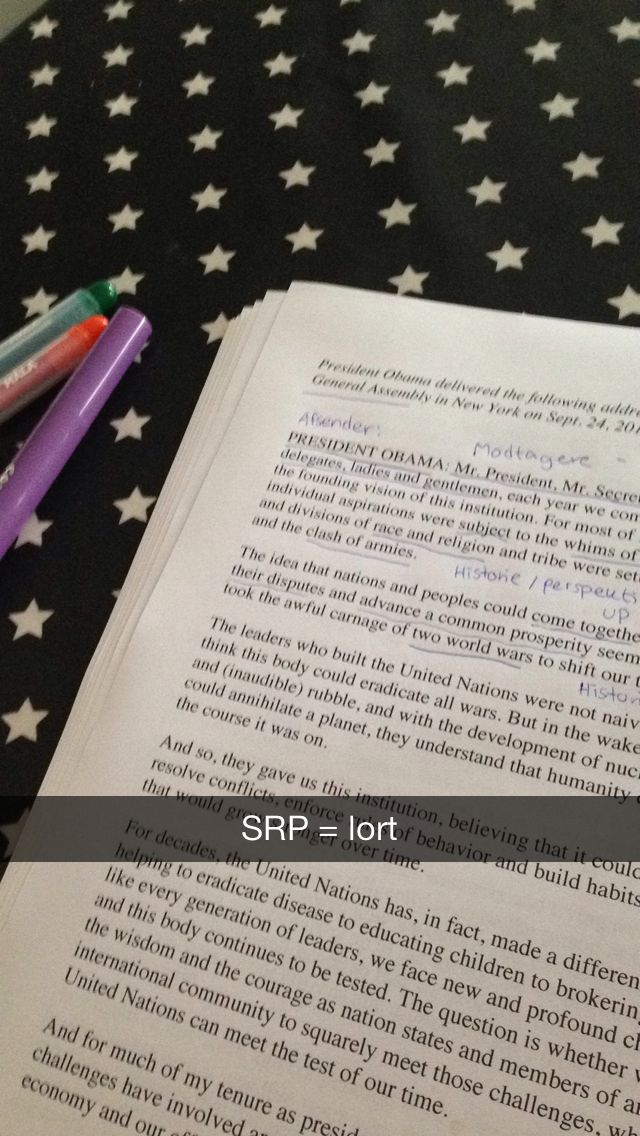 President Obama delivered the following addre
General Assembly in New York on Sept. 24, 201
Afsender:
Modtagere =
PRESIDENT OBAMA: Mr. President, Mr. Secre
delegates, ladies and gentlemen, each year we com
the founding vision of this institution. For most of
individual aspirations were subject to the whims of
and divisions of race and religion and tribe were set
and the clash of armies.
Historie / perspekti
up
The idea that nations and peoples could come togethe
their disputes and advance a common prosperity seem
took the awful carnage of two world wars to shift our t
Histori
The leaders who built the United Nations were not naiv
think this body could eradicate all wars. But in the wake
and (inaudible) rubble, and with the development of nuc
could annihilate a planet, they understand that humanity
the course it was on.
And so, they gave us this institution, believing that it could
resolve conflicts, enforce of behavior and build habits
that would over time.
SRP = lort
For decades, the United Nations has, in fact, made a differen
helping to eradicate disease to educating children to brokering
like every generation of leaders, we face new and profound ch
and this body continues to be tested. The question is whether
the wisdom and the courage as nation states and members of a
international community to squarely meet those challenges, wh
United Nations can meet the test of our time.
And for much of my tenure as presid
challenges have involved
economy and our